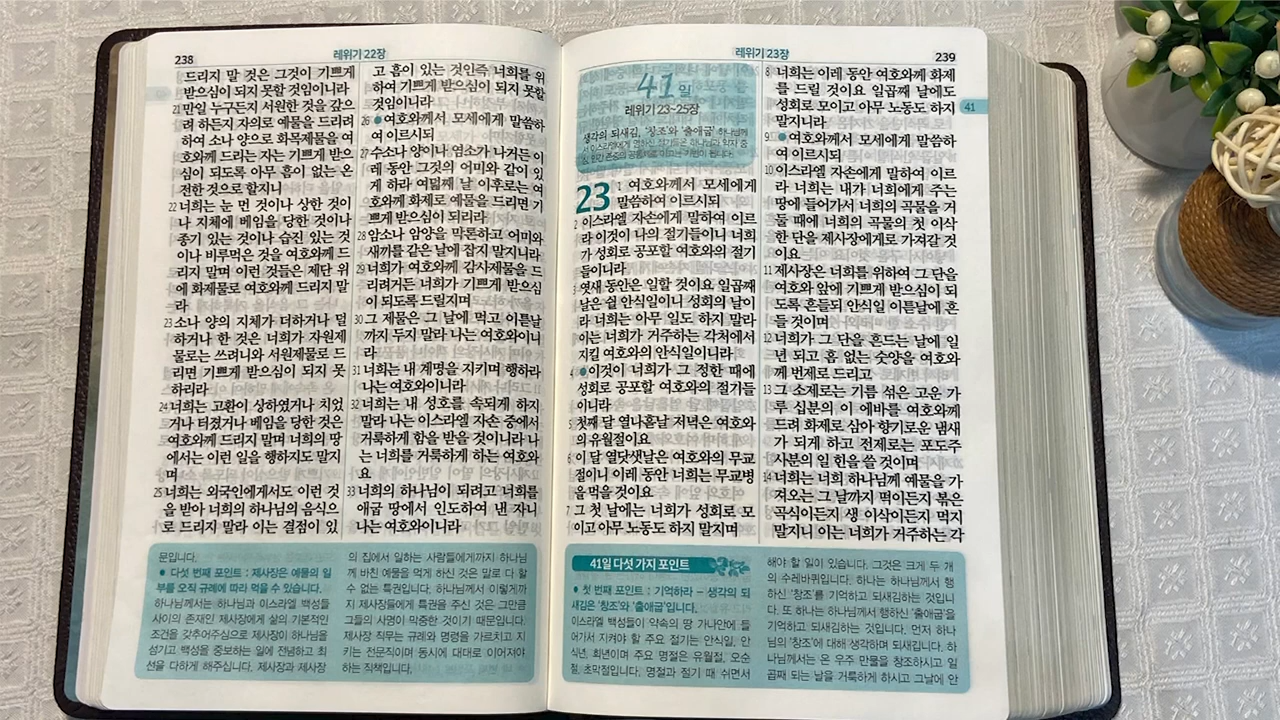 238
레위기 22장
드리지 말 것은 그것이 기쁘게
받으심이 되지 못할 것임이니라
21 만일 누구든지 서원한 것을 갚으
려 하든지 자의로 예물을 드리려
하여 소나 양으로 화목제물을 여
호와께 드리는 자는 기쁘게 받으
심이 되도록 아무 흠이 없는 온
전한 것으로 할지니
22 너희는 눈 먼 것이나 상한 것이
나 지체에 베임을 당한 것이나
종기 있는 것이나 습진 있는 것
이나 비루먹은 것을 여호와께 드
리지 말며 이런 것들은 제단 위
에 화제물로 여호와께 드리지 말
라
23 소나 양의 지체가 더하거나 덜
하거나 한 것은 너희가 자원제
물로는 쓰려니와 서원제물로 드
리면 기쁘게 받으심이 되지 못
하리라
24 너희는 고환이 상하였거나 치었
거나 터졌거나 베임을 당한 것은
여호와께 드리지 말며 너희의 땅
에서는 이런 일을 행하지도 말지
며
25 너희는 외국인에게서도 이런 것
을 받아 너희의 하나님의 음식으
로 드리지 말라 이는 결점이 있
고 흠이 있는 것인즉 너희를 위
하여 기쁘게 받으심이 되지 못할
것임이니라
26 ●여호와께서 모세에게 말씀하
여 이르시되
27 수소나 양이나 염소가 나거든 이
레 동안 그것의 어미와 같이 있
게 하라 여덟째 날 이후로는 여
호와께 화제로 예물을 드리면 기
쁘게 받으심이 되리라
28 암소나 암양을 막론하고 어미와
새끼를 같은 날에 잡지 말지니라
29 너희가 여호와께 감사제물을 드
리려거든 너희가 기쁘게 받으심
이 되도록 드릴지며
30 그 제물은 그 날에 먹고 이튿날
까지 두지 말라 나는 여호와이니
라
31 너희는 내 계명을 지키며 행하라
나는 여호와이니라
32 너희는 내 성호를 속되게 하지
말라 나는 이스라엘 자손 중에서
거룩하게 함을 받을 것이니라 나
는 너희를 거룩하게 하는 여호와
요
33 너희의 하나님이 되려고 너희를
애굽 땅에서 인도하여 낸 자니
나는 여호와이니라
문입니다.
● 다섯 번째 포인트 : 제사장은 예물의 일
부를 오직 규례에 따라 먹을 수 있습니다.
하나님께서는 하나님과 이스라엘 백성들
사이의 존재인 제사장에게 삶의 기본적인
조건을 갖추어주심으로 제사장이 하나님을
섬기고 백성을 중보하는 일에 전념하고 최
선을 다하게 해주십니다. 제사장과 제사장
의 집에서 일하는 사람들에게까지 하나님
께 바친 예물을 먹게 하신 것은 말로 다 할
수 없는 특권입니다. 하나님께서 이렇게까
지 제사장들에게 특권을 주신 것은 그만큼
그들의 사명이 막중한 것이기 때문입니다.
제사장 직무는 규례와 명령을 가르치고 지
키는 전문직이며 동시에 대대로 이어져야
하는 직책입니다.
레위기 23장
239
41일
레위기 23-25장
생각의 되새김, '창조'와 '출애굽' 하나님께
23
1 여호와께서 모세에게
말씀하여 이르시되
2 이스라엘 자손에게 말하여 이르
라 이것이 나의 절기들이니 너희
가 성회로 공포할 여호와의 절기
들이니라
3 엿새 동안은 일할 것이요 일곱째
날은 쉴 안식일이니 성회의 날이
라 너희는 아무 일도 하지 말라
이는 너희가 거주하는 각처에서
지킬 여호와의 안식일이니라
4 ●이것이 너희가 그 정한 때에
성회로 공포할 여호와의 절기들
이니라
5 첫째 달 열나흗날 저녁은 여호와
의 유월절이요
6 이 달 열닷샛날은 여호와의 무교
절이니 이레 동안 너희는 무교병
을 먹을 것이요
7 그 첫 날에는 너희가 성회로 모
이고 아무 노동도 하지 말지며
8 너희는 이레 동안 여호와께 화제
를 드릴 것이요 일곱째 날에도
성회로 모이고 아무 노동도 하지
말지니라
41
9 ●여호와께서 모세에게 말씀하
여 이르시되
10 이스라엘 자손에게 말하여 이르
라 너희는 내가 너희에게 주는
땅에 들어가서 너희의 곡물을 거
둘 때에 너희의 곡물의 첫 이삭
한 단을 제사장에게로 가져갈 것
이요
11 제사장은 너희를 위하여 그 단을
여호와 앞에 기쁘게 받으심이 되
도록 흔들되 안식일 이튿날에 흔
들 것이며
12 너희가 그 단을 흔드는 날에 일
년 되고 흠 없는 숫양을 여호와
께 번제로 드리고
13 그 소제로는 기름 섞은 고운 가
루 십분의 이 에바를 여호와께
드려 화제로 삼아 향기로운 냄새
가 되게 하고 전제로는 포도주
사분의 일 힌을 쓸 것이며
14 너희는 너희 하나님께 예물을 가
져오는 그 날까지 떡이든지 볶은
곡식이든지 생 이삭이든지 먹지
말지니 이는 너희가 거주하는 각
41일 다섯 가지 포인트
● 첫 번째 포인트 : 기억하라 - 생각의 되
새김은 '창조'와 '출애굽'입니다.
이스라엘 백성들이 약속의 땅 가나안에 들
어가서 지켜야 할 주요 절기는 안식일, 안
식년, 희년이며 주요 명절은 유월절, 오순
절, 초막절입니다. 명절과 절기 때 쉬면서
해야 할 일이 있습니다. 그것은 크게 두 개
의 수레바퀴입니다. 하나는 하나님께서 행
하신 '창조'를 기억하고 되새김하는 것입니
다. 또 하나는 하나님께서 행하신 '출애굽'을
기억하고 되새김하는 것입니다. 먼저 하나
님의 '창조'에 대해 생각하며 되새김합니다. 하
나님께서는 온 우주 만물을 창조하시고 일
곱째 되는 날을 거룩하게 하시고 그날에 안